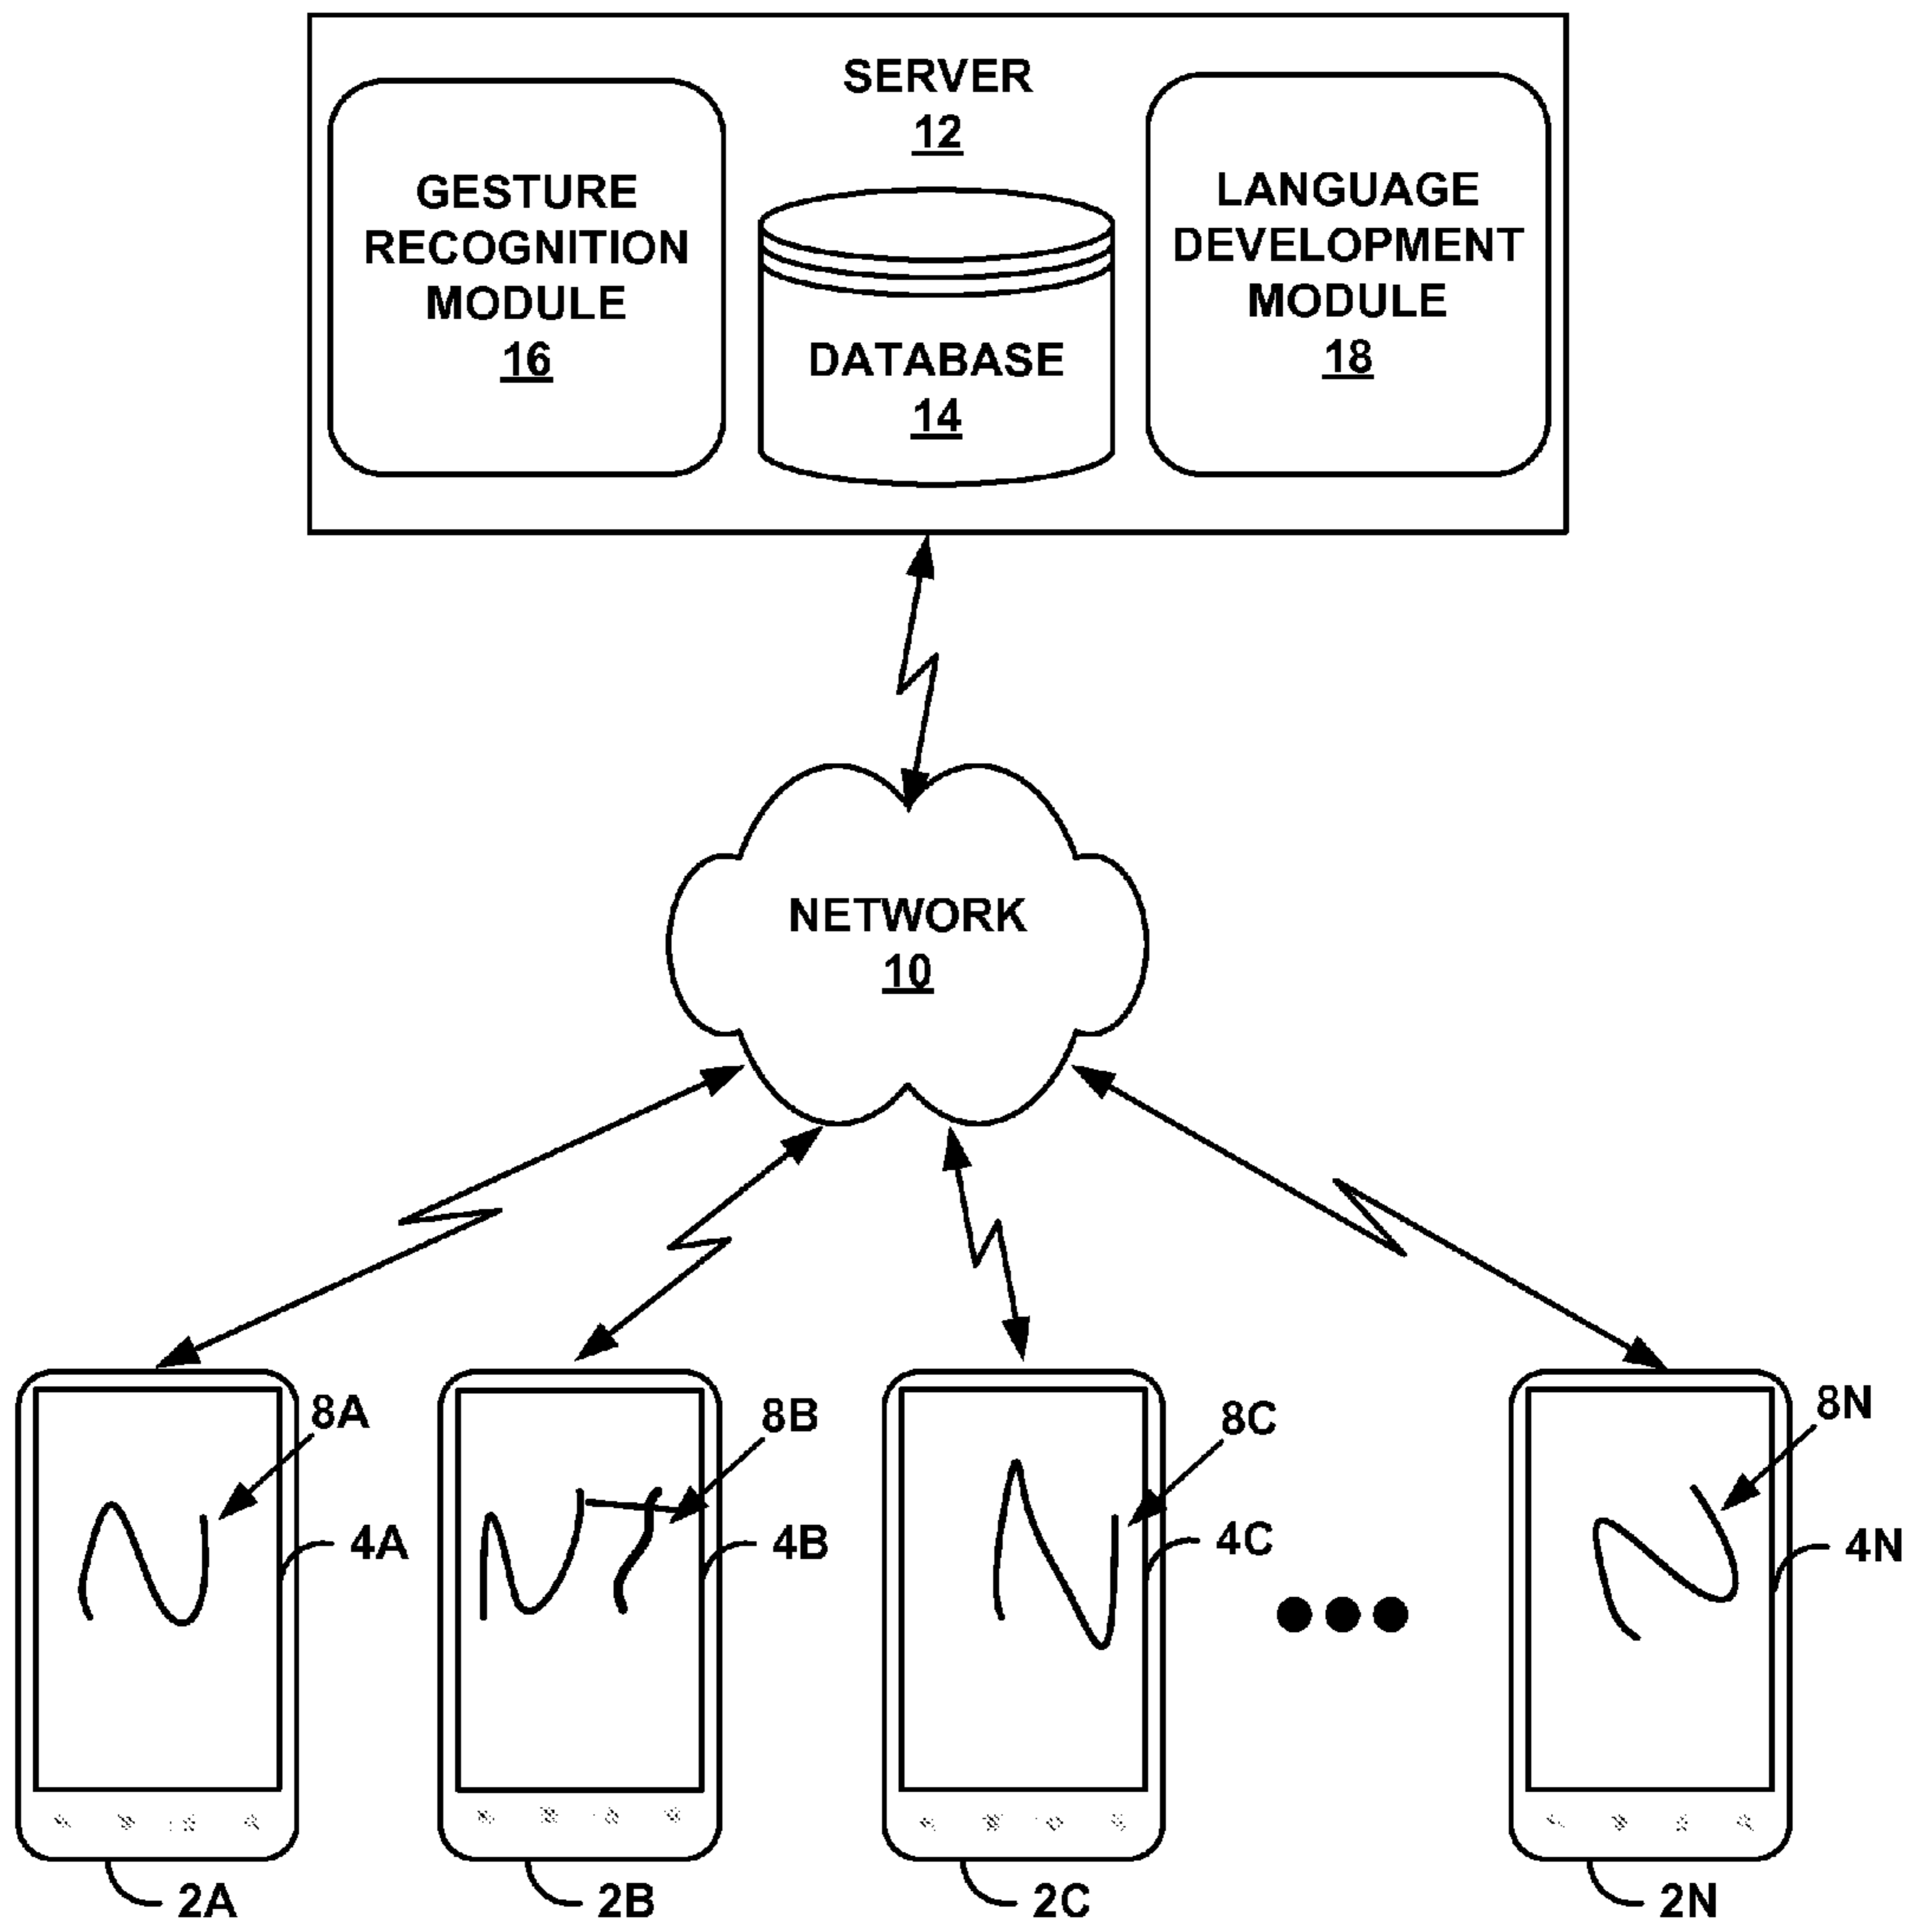 SERVER
12
GESTURE
RECOGNITION
MODULE
16
DATABASE
14
LANGUAGE
DEVELOPMENT
MODULE
18
NETWORK
10
8A
8B
8C
8N
4A
4B
4C
4N
2A
2B
2C
2N